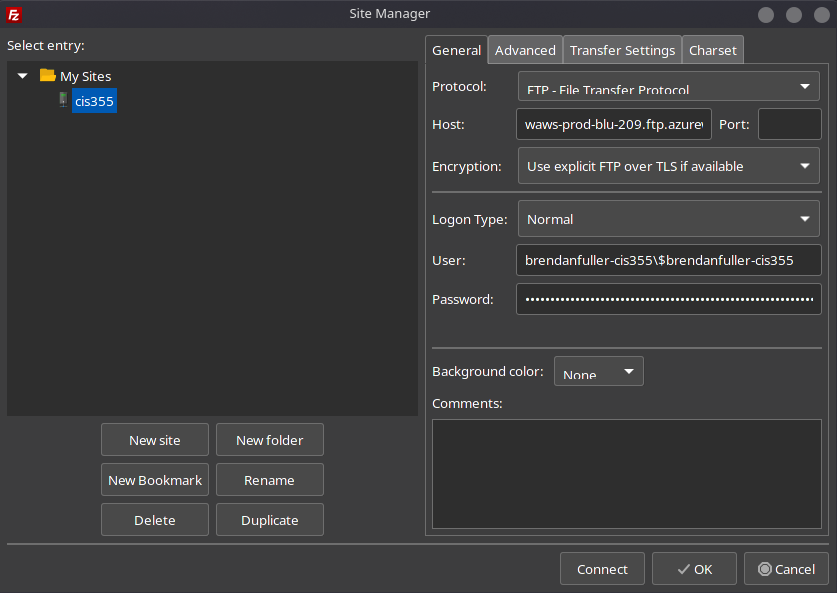 Fz
Site Manager
Select entry:
My Sites
cis355
New site
New folder
New Bookmark
Rename
Delete
Duplicate
General
Advanced
Transfer Settings
Charset
Protocol:
FTP - File Transfer Protocol
Host:
waws-prod-blu-209.ftp.azurew
Port:
Encryption:
Use explicit FTP over TLS if available
Logon Type:
Normal
User:
brendanfuller-cis355\$brendanfuller-cis355
Password:
Background color:
None
Comments:
Connect
OK
Cancel